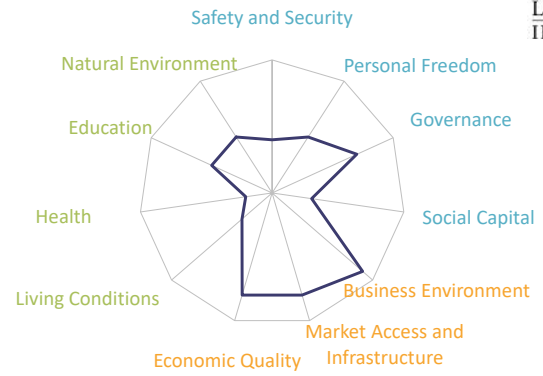 Safety and Security
Natural Environment
Personal Freedom
Education
Governance
Health
Social Capital
Living Conditions
Business Environment
Market Access and
Infrastructure
Economic Quality